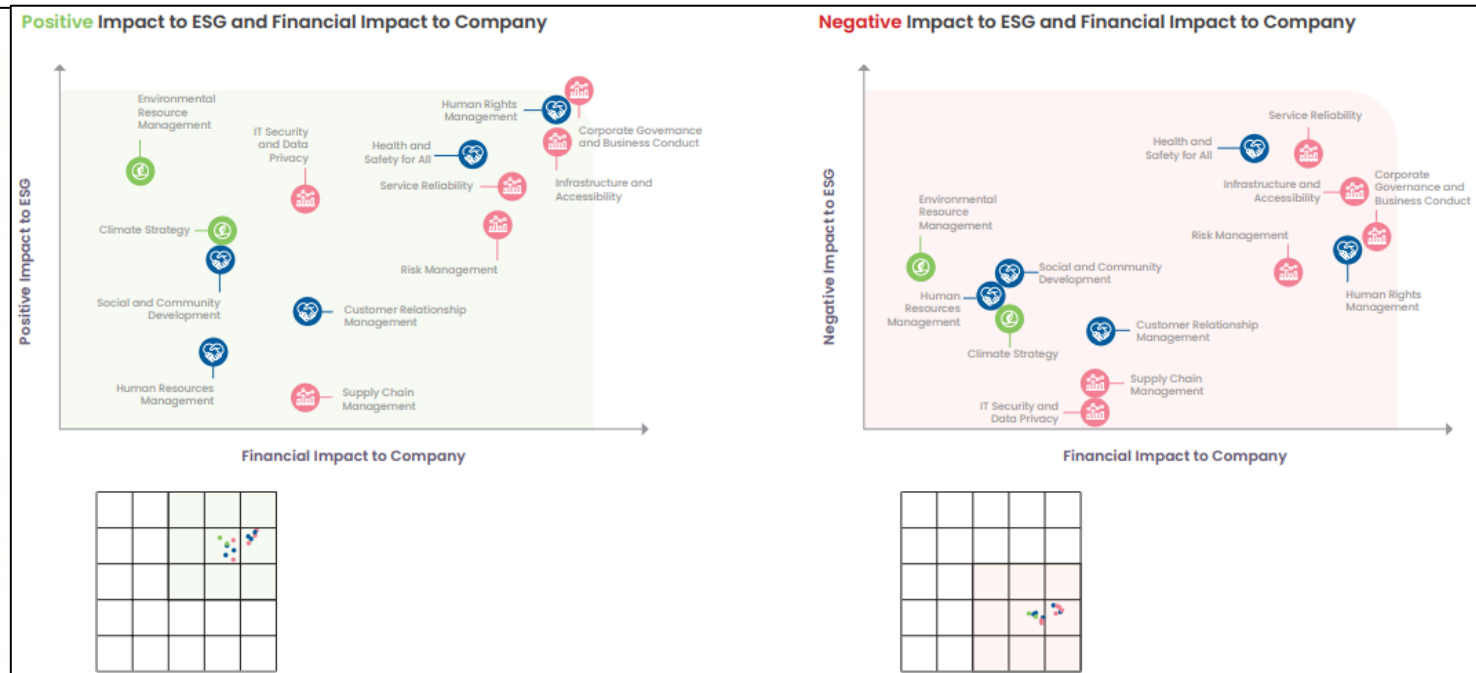 Positive Impact to ESG and Financial Impact to Company
Positive Impact to ESG
Environmental
Resource
Management
IT Security
and Data
Privacy
Human Rights
Management
Corporate Governance
and Business Conduct
Health and
Safety for All
Service Reliability
Infrastructure and
Accessibility
Climate Strategy
Risk Management
Social and Community
Development
Customer Relationship
Management
Human Resources
Management
Supply Chain
Management
Financial Impact to Company
Negative Impact to ESG and Financial Impact to Company
Negative Impact to ESG
Service Reliability
Health and
Safety for All
Infrastructure and
Accessibility
Corporate
Governance and
Business Conduct
Environmental
Resource
Management
Risk Management
Social and Community
Development
Human
Resources
Management
Human Rights
Management
Customer Relationship
Management
Climate Strategy
Supply Chain
Management
IT Security and
Data Privacy
Financial Impact to Company